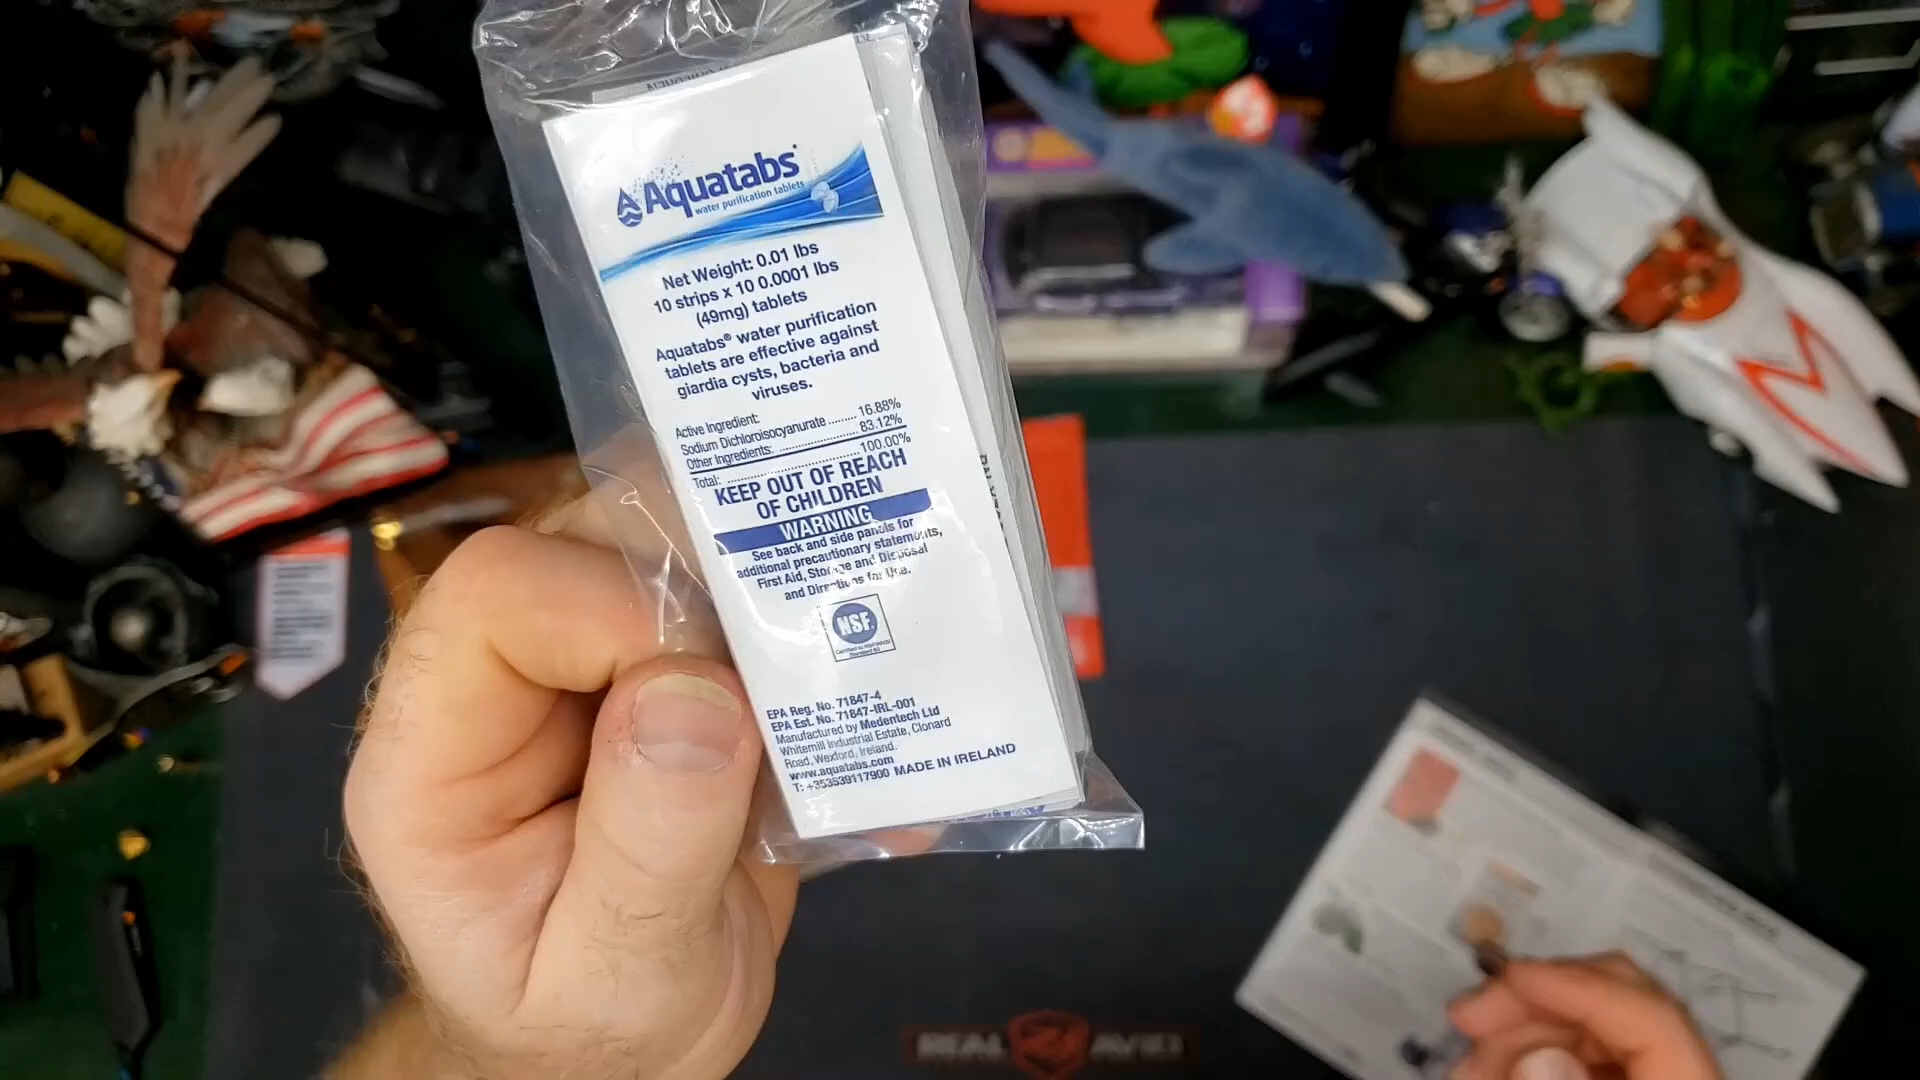 Aquatabs
water purification tablets
Net Weight: 0.01 lbs
10 strips x 10 0.0001 lbs
(49mg) tablets
Aquatabs® water purification
tablets are effective against
giardia cysts, bacteria and
viruses.
Active Ingredient:
Sodium Dichloroisocyanurate ........ 16.88%
Other Ingredients: ..................... 83.12%
Total: ................................. 100.00%
KEEP OUT OF REACH
OF CHILDREN
WARNING
See back and side panels for
additional precautionary statements,
First Aid, Storage and Disposal
and Directions for Use.
NSF.
EPA Reg. No. 71847-4
EPA Est. No. 71847-IRL-001
Manufactured by Medentech Ltd
Whitemill Industrial Estate, Clonard
Road, Wexford, Ireland.
www.aquatabs.com
T: +353539117900 MADE IN IRELAND
REAL AVID
M